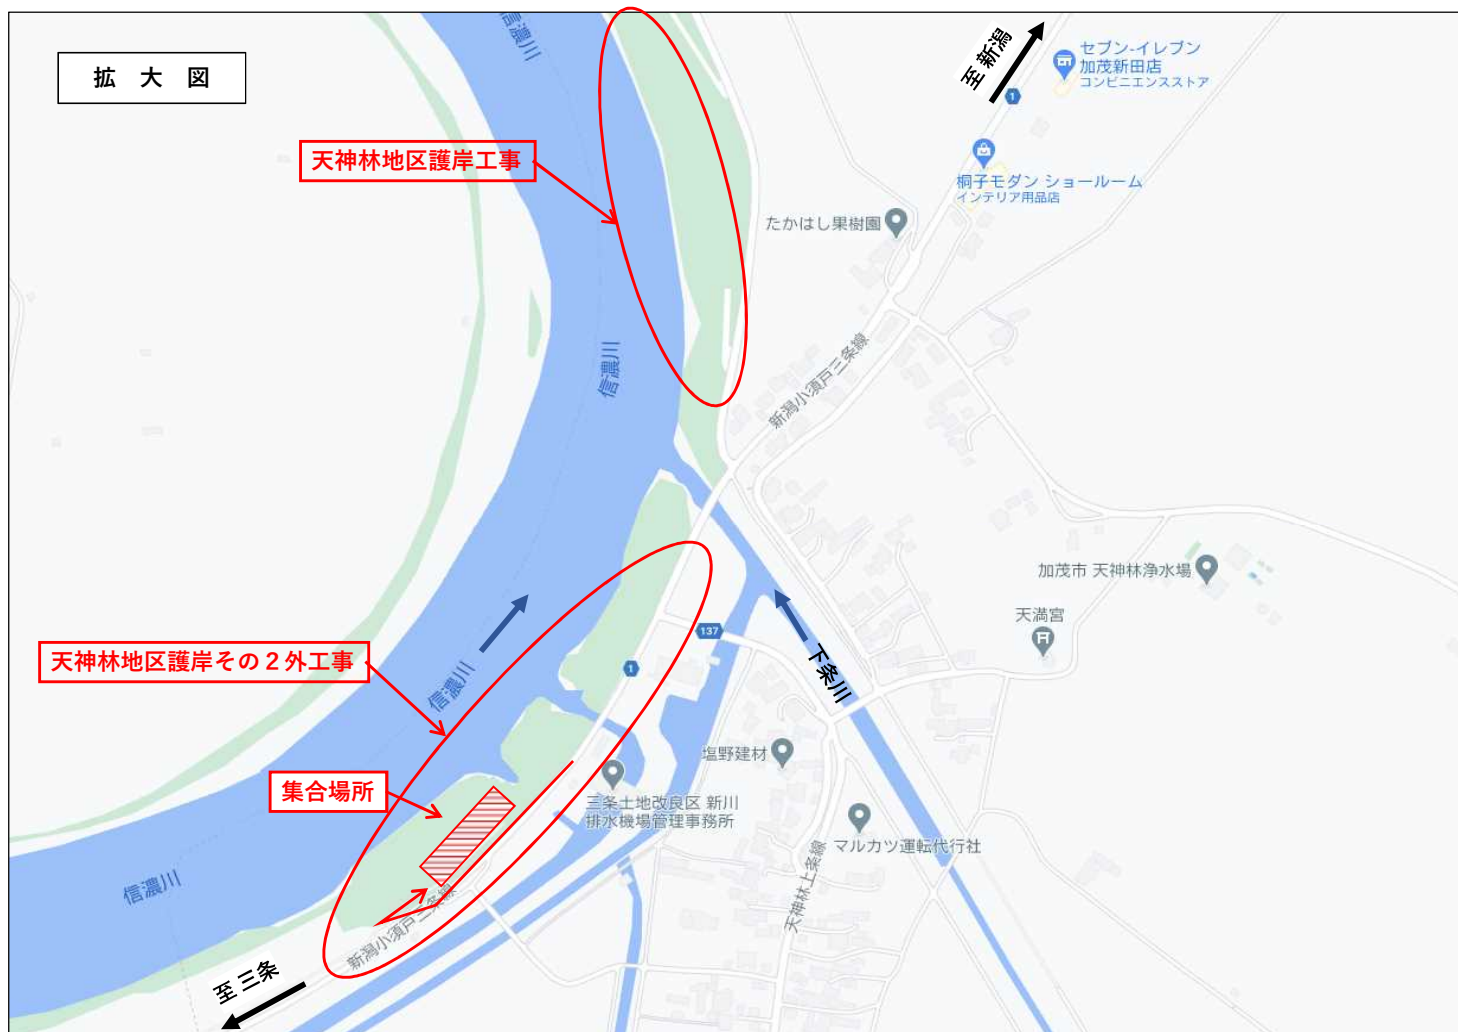 拡 大 図
信濃川
至 新潟
セブン-イレブン
加茂新田店
コンビニエンスストア
1
天神林地区護岸工事
桐子モダン ショールーム
インテリア用品店
たかはし果樹園
信濃川
新潟小須戸三条線
加茂市 天神林浄水場
天満宮
137
天神林地区護岸その２外工事
1
信濃川
下条川
塩野建材
集合場所
三条土地改良区 新川
排水機場管理事務所
マルカツ運転代行社
信濃川
天神林上条線
新潟小須戸三条線
至 三条